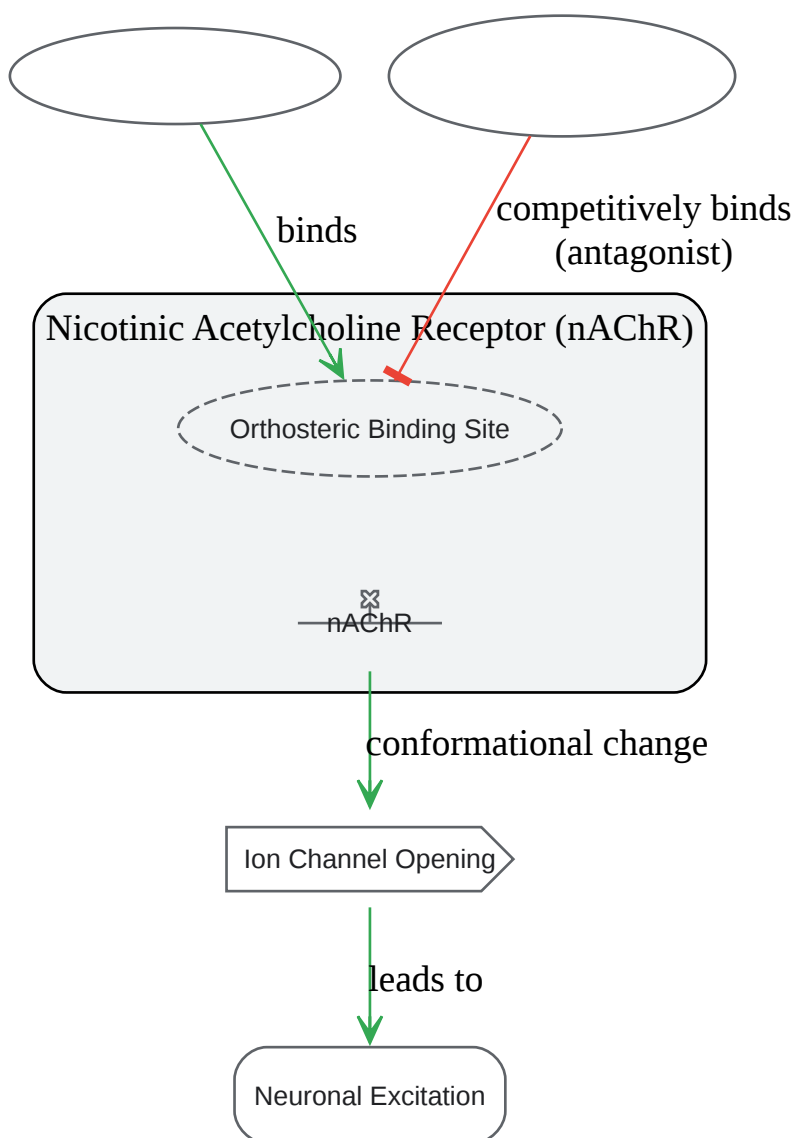 binds
competitively binds
(antagonist)
Nicotinic Acetylcholine Receptor (nAChR)
Orthosteric Binding Site
nAChR
conformational change
Ion Channel Opening
leads to
Neuronal Excitation